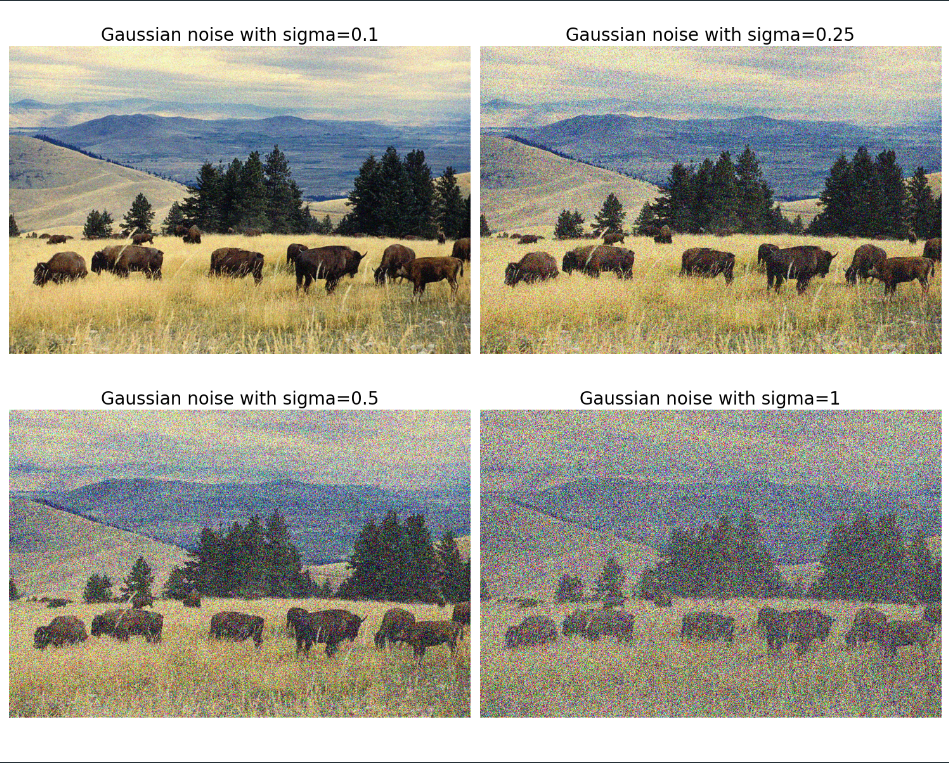 Gaussian noise with sigma=0.1
Gaussian noise with sigma=0.25
Gaussian noise with sigma=0.5
Gaussian noise with sigma=1